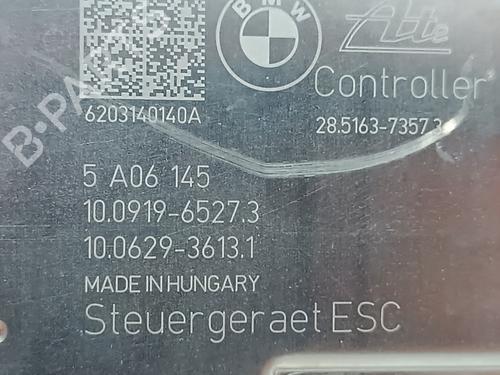 BMW
Ate
Controller
6203140140A
28.5163-7357.3
5 A06 145
10.0919-6527.3
10.0629-3613.1
MADE IN HUNGARY
Steuergeraet ESC
B-PARTS